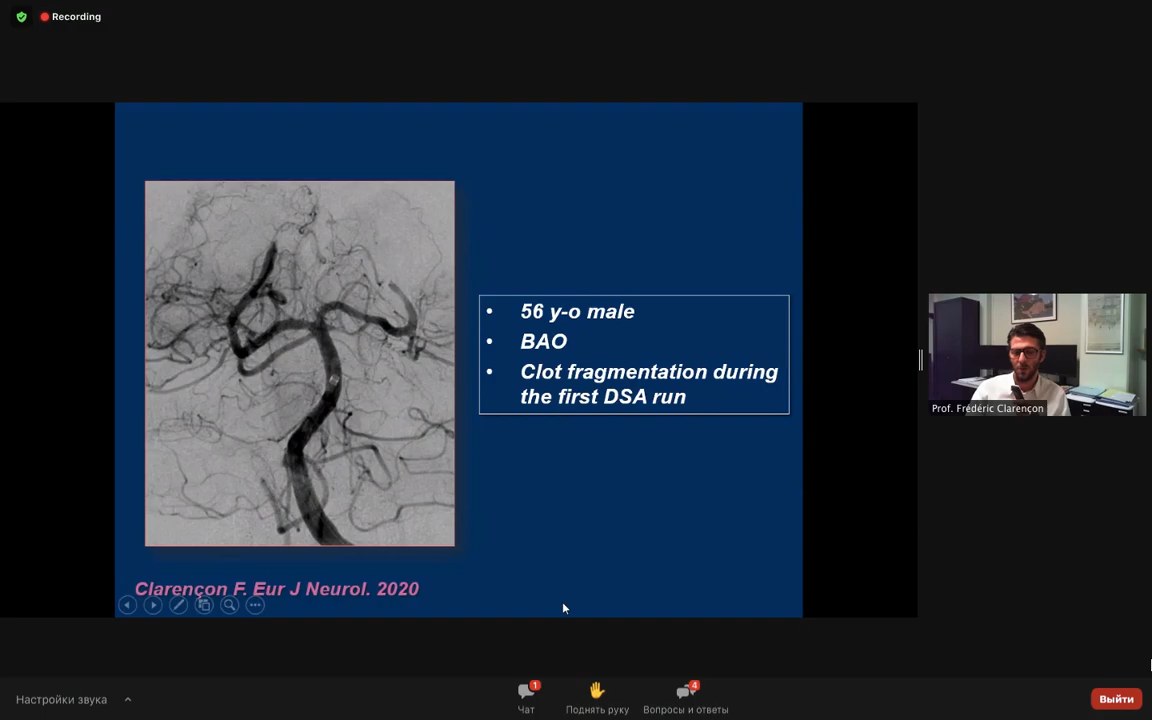 Recording
• 56 y-o male
• BAO
• Clot fragmentation during
the first DSA run
Prof. Frédéric Clarençon
Clarençon F. Eur J Neurol. 2020
Настройки звука
1
Чат
Поднять руку
4
Вопросы и ответы
Выйти